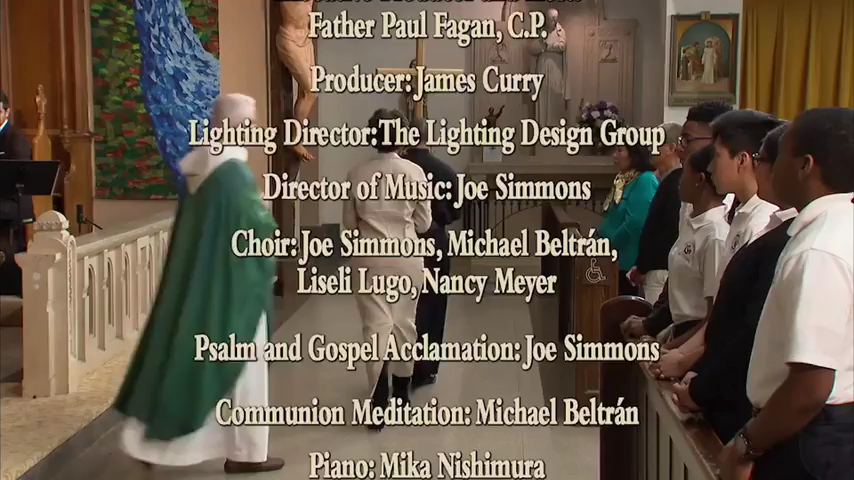 Father Paul Fagan, C.P.
Producer: James Curry
Lighting Director: The Lighting Design Group
Director of Music: Joe Simmons
Choir: Joe Simmons, Michael Beltrán,
Liseli Lugo, Nancy Meyer
Psalm and Gospel Acclamation: Joe Simmons
Communion Meditation: Michael Beltrán
Piano: Mika Nishimura